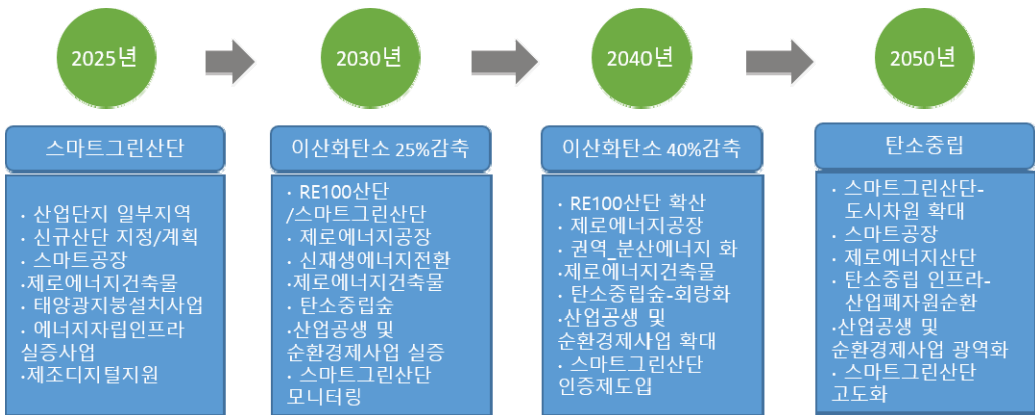 2025년
2030년
2040년
2050년
스마트그린산단
· 산업단지 일부지역
· 신규산단 지정/계획
· 스마트공장
·제로에너지건축물
· 태양광지붕설치사업
· 에너지자립인프라
실증사업
·제조디지털지원
이산화탄소 25%감축
· RE100산단
/스마트그린산단
· 제로에너지공장
· 신재생에너지전환
·제로에너지건축물
· 탄소중립숲
·산업공생 및
순환경제사업 실증
· 스마트그린산단
모니터링
이산화탄소 40%감축
· RE100산단 확산
· 제로에너지공장
· 권역_분산에너지 화
·제로에너지건축물
· 탄소중립숲-회랑화
·산업공생 및
순환경제사업 확대
· 스마트그린산단
인증제도입
탄소중립
· 스마트그린산단-
도시차원 확대
· 스마트공장
· 제로에너지산단
· 탄소중립 인프라-
산업폐자원순환
·산업공생 및
순환경제사업 광역화
· 스마트그린산단
고도화